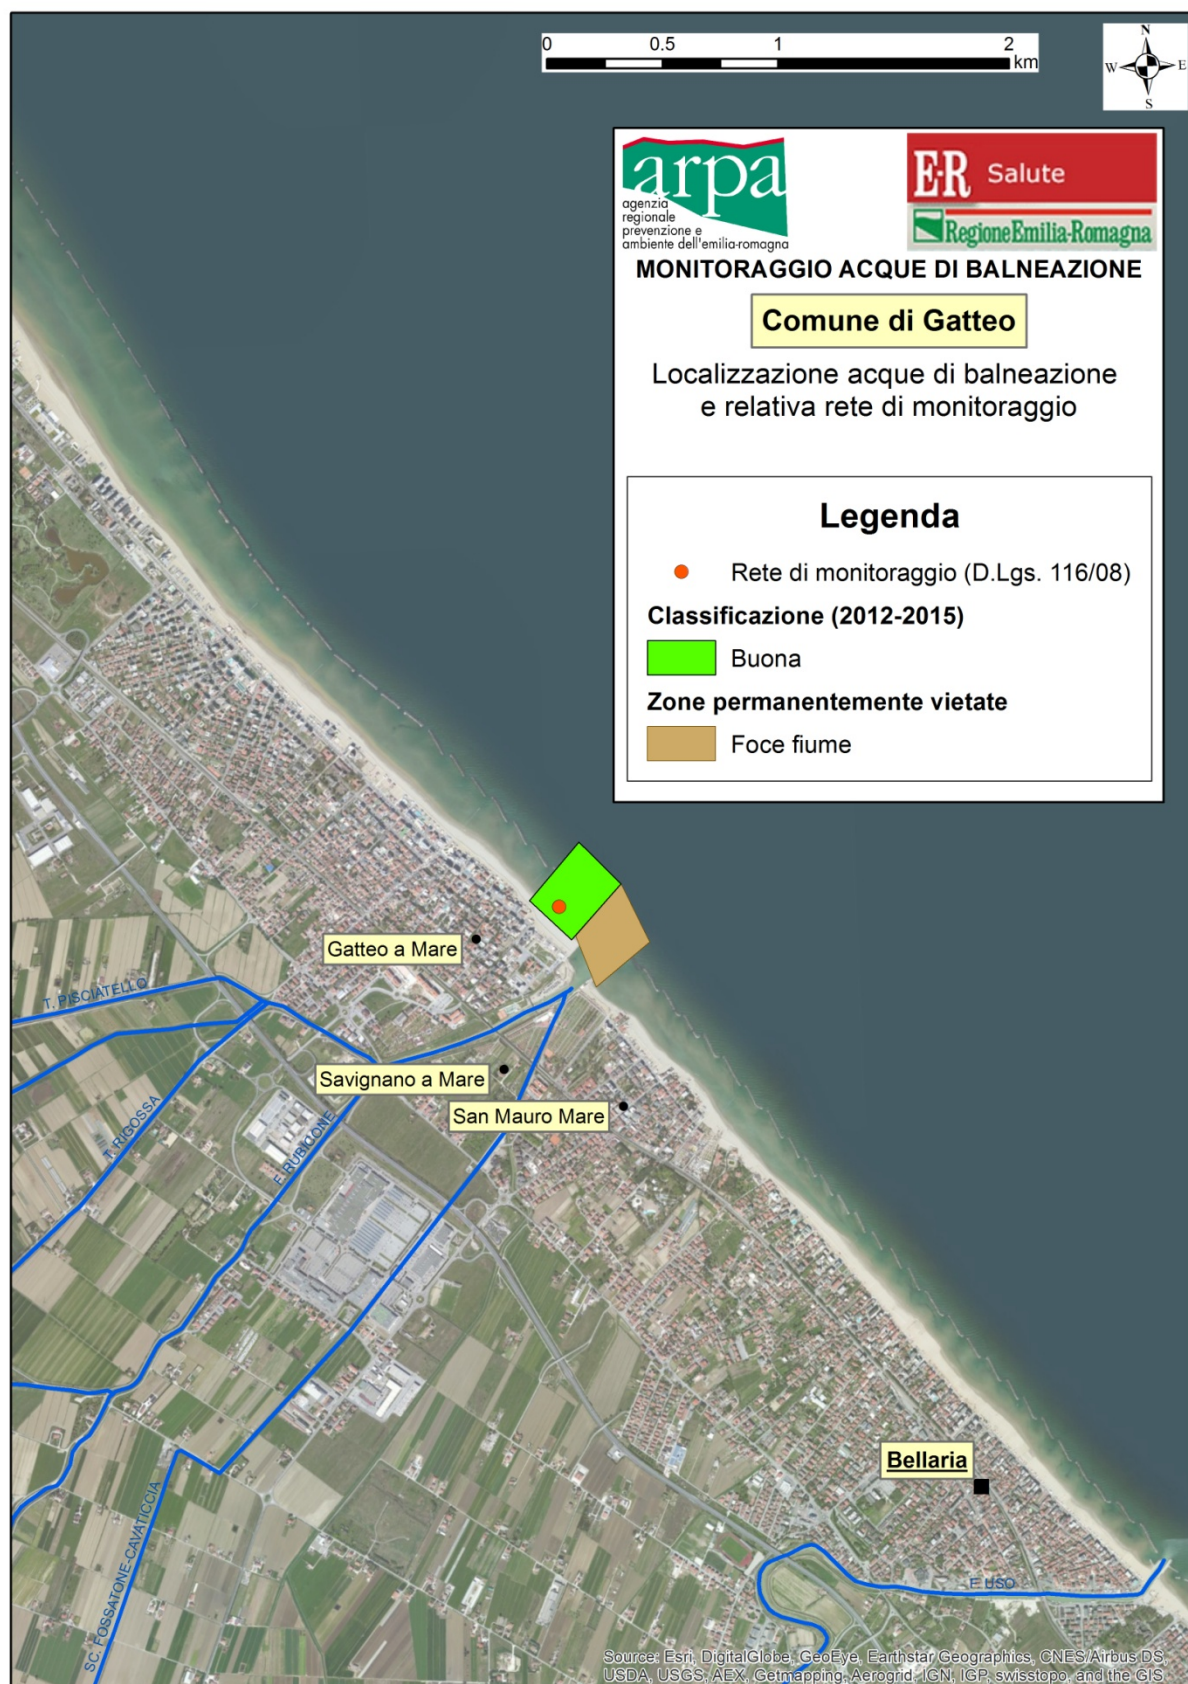 0 0.5 1 2
km
N
W E
S
arpa
agenzia
regionale
prevenzione e
ambiente dell'emilia-romagna
E-R Salute
RegioneEmilia-Romagna
MONITORAGGIO ACQUE DI BALNEAZIONE
Comune di Gatteo
Localizzazione acque di balneazione
e relativa rete di monitoraggio
Legenda
Rete di monitoraggio (D.Lgs. 116/08)
Classificazione (2012-2015)
Buona
Zone permanentemente vietate
Foce fiume
Gatteo a Mare
T. PISCIATELLO
Savignano a Mare
San Mauro Mare
T. RIGOSSA
F. RUBICONE
Bellaria
SC. FOSSATONE-CAVATICCIA
F. USO
Source: Esri, DigitalGlobe, GeoEye, Earthstar Geographics, CNES/Airbus DS,
USDA, USGS, AEX, Getmapping, Aerogrid, IGN, IGP, swisstopo, and the GIS